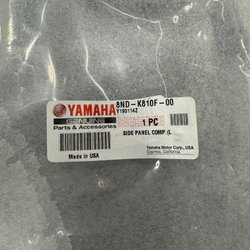 YAMAHA
GENUINE
Parts & Accessories
Made in USA
8ND-K810F-00
Y190114Z
1 PC
SIDE PANEL COMP.(L
Yamaha Motor Corp., USA
Cypress, California